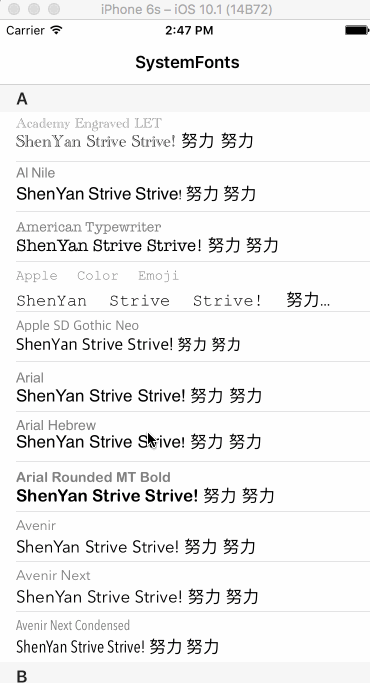 iPhone 6s – iOS 10.1 (14B72)
Carrier 2:47 PM
SystemFonts
A
Academy Engraved LET
ShenYan Strive Strive! 努力 努力
Al Nile
ShenYan Strive Strive! 努力 努力
American Typewriter
ShenYan Strive Strive! 努力 努力
Apple Color Emoji
ShenYan Strive Strive! 努力...
Apple SD Gothic Neo
ShenYan Strive Strive! 努力 努力
Arial
ShenYan Strive Strive! 努力 努力
Arial Hebrew
ShenYan Strive Strive! 努力 努力
Arial Rounded MT Bold
ShenYan Strive Strive! 努力 努力
Avenir
ShenYan Strive Strive! 努力 努力
Avenir Next
ShenYan Strive Strive! 努力 努力
Avenir Next Condensed
ShenYan Strive Strive! 努力 努力
B